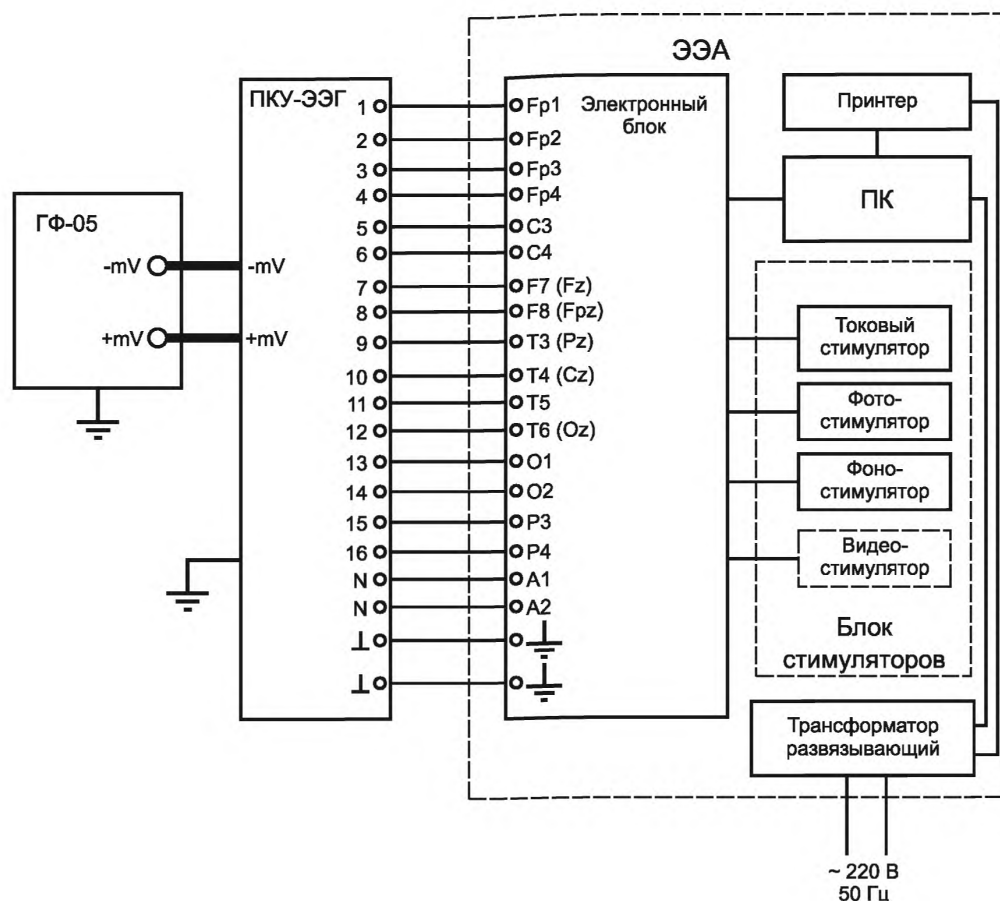 ЭЭА
ПКУ-ЭЭГ
ГФ-05
-mV
+mV
-mV
+mV
1
2
3
4
5
6
7
8
9
10
11
12
13
14
15
16
N
N
⊥
⊥
Электронный
блок
Fp1
Fp2
Fp3
Fp4
C3
C4
F7 (Fz)
F8 (Fpz)
T3 (Pz)
T4 (Cz)
T5
T6 (Oz)
O1
O2
P3
P4
A1
A2
Принтер
ПК
Токовый
стимулятор
Фото-
стимулятор
Фоно-
стимулятор
Видео-
стимулятор
Блок
стимуляторов
Трансформатор
развязывающий
~ 220 В
50 Гц